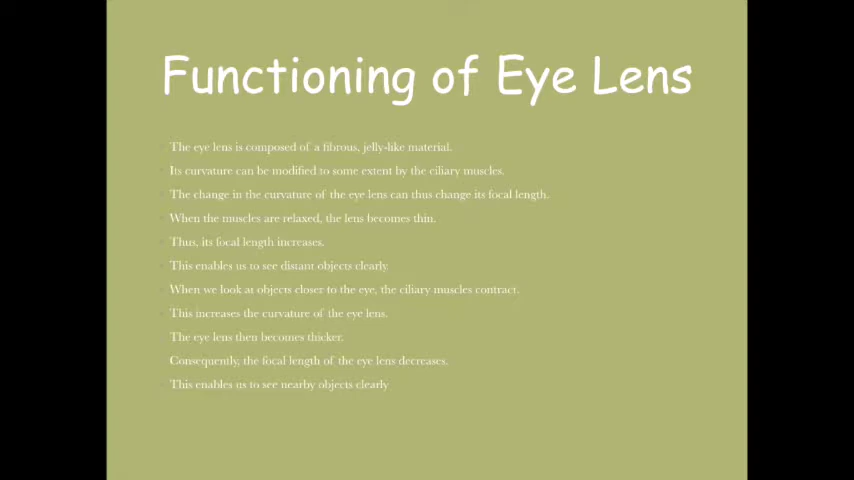 Functioning of Eye Lens
The eye lens is composed of a fibrous, jelly-like material.
Its curvature can be modified to some extent by the ciliary muscles.
The change in the curvature of the eye lens can thus change its focal length.
When the muscles are relaxed, the lens becomes thin.
Thus, its focal length increases.
This enables us to see distant objects clearly.
When we look at objects closer to the eye, the ciliary muscles contract.
This increases the curvature of the eye lens.
The eye lens then becomes thicker.
Consequently, the focal length of the eye lens decreases.
This enables us to see nearby objects clearly